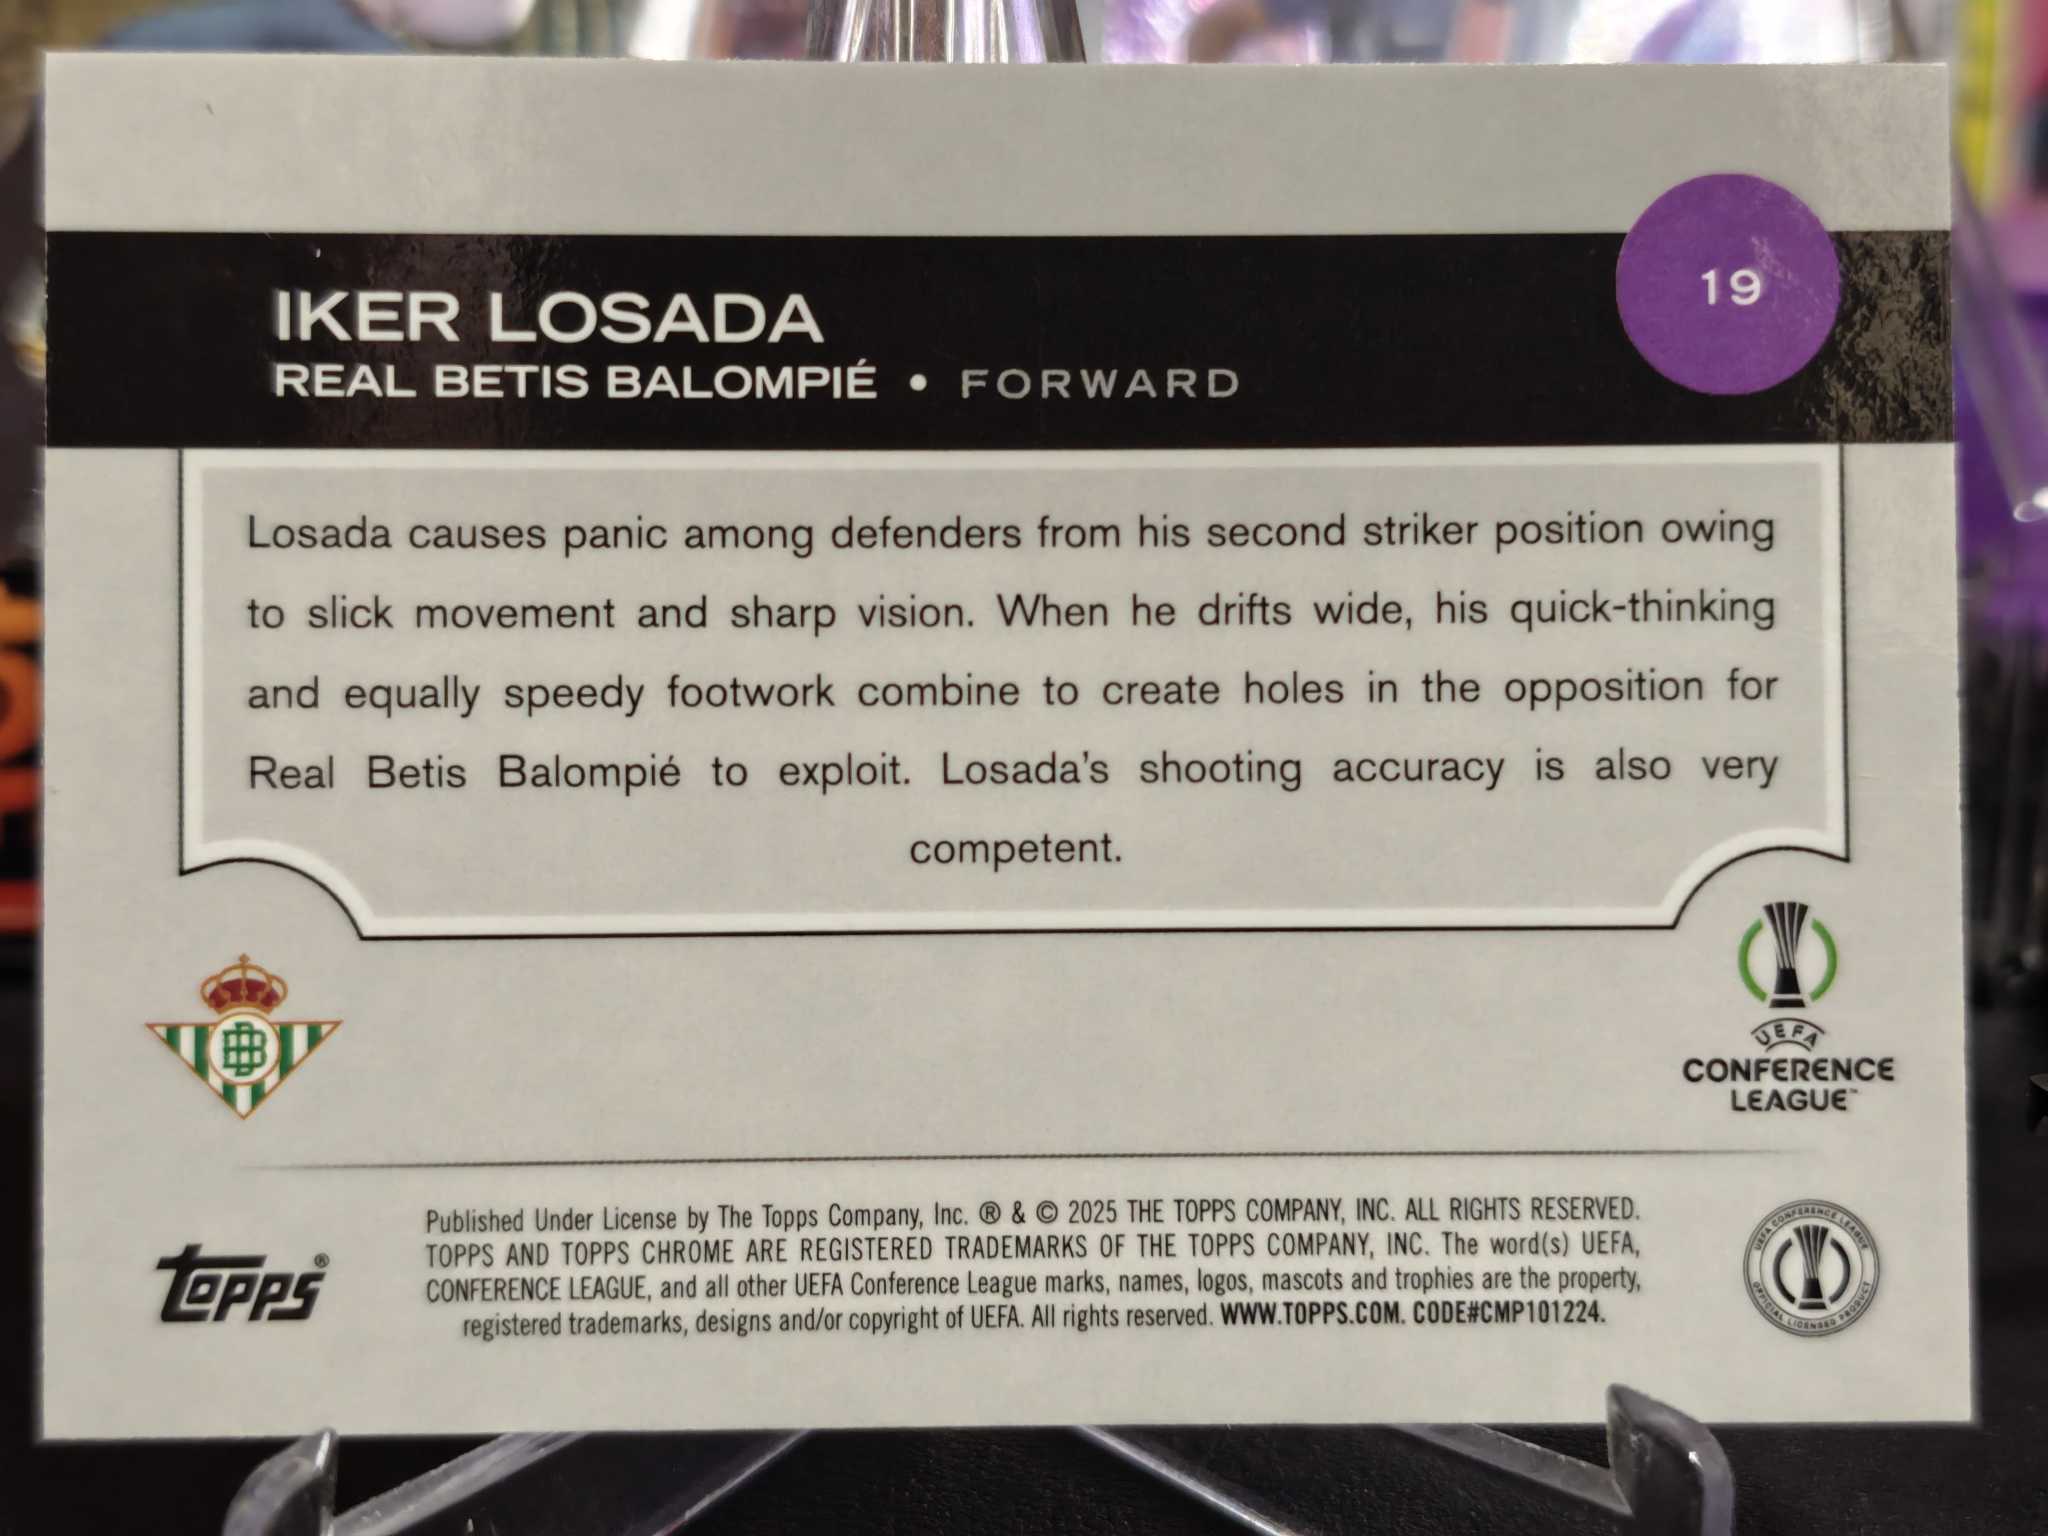 19
IKER LOSADA
REAL BETIS BALOMPIÉ • FORWARD
Losada causes panic among defenders from his second striker position owing
to slick movement and sharp vision. When he drifts wide, his quick-thinking
and equally speedy footwork combine to create holes in the opposition for
Real Betis Balompié to exploit. Losada's shooting accuracy is also very
competent.
UEFA
CONFERENCE
LEAGUE™
Published Under License by The Topps Company, Inc. ® & © 2025 THE TOPPS COMPANY, INC. ALL RIGHTS RESERVED.
TOPPS AND TOPPS CHROME ARE REGISTERED TRADEMARKS OF THE TOPPS COMPANY, INC. The word(s) UEFA,
CONFERENCE LEAGUE, and all other UEFA Conference League marks, names, logos, mascots and trophies are the property,
registered trademarks, designs and/or copyright of UEFA. All rights reserved. WWW.TOPPS.COM. CODE#CMP101224.
TOPPS®
UEFA CONFERENCE LEAGUE
OFFICIAL LICENSED PRODUCT